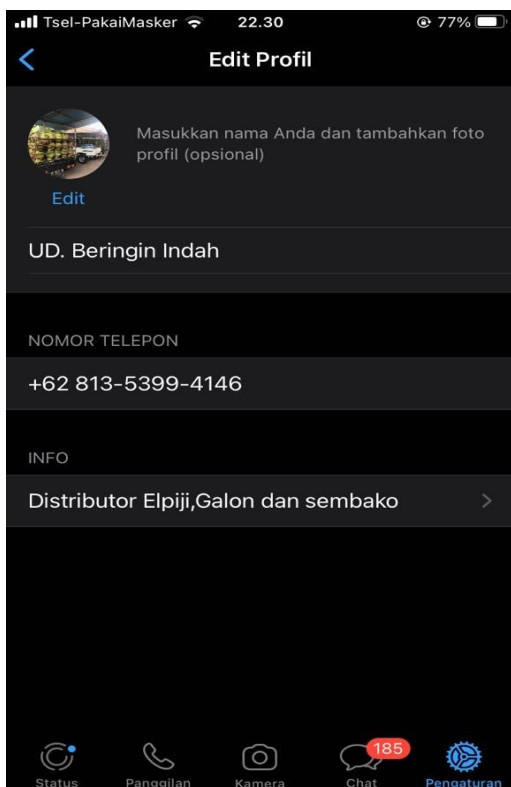 Tsel-PakaiMasker 22.30 77%
Edit Profil
Masukkan nama Anda dan tambahkan foto
profil (opsional)
Edit
UD. Beringin Indah
NOMOR TELEPON
+62 813-5399-4146
INFO
Distributor Elpiji,Galon dan sembako
185
Status Panggilan Kamera Chat Pengaturan